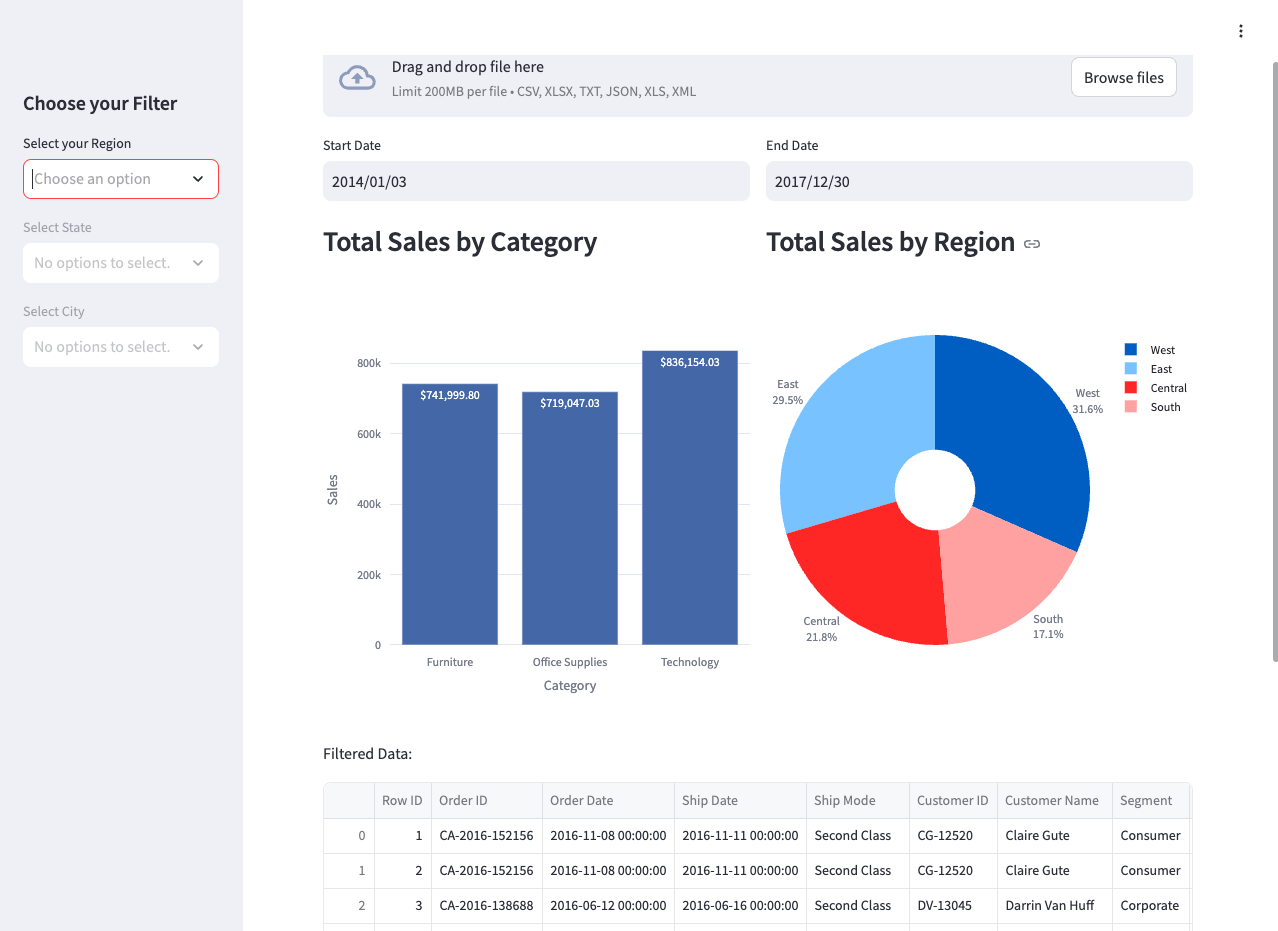 Choose your Filter
Select your Region
Choose an option
Select State
No options to select.
Select City
No options to select.
Drag and drop file here
Limit 200MB per file • CSV, XLSX, TXT, JSON, XLS, XML
Browse files
Start Date
End Date
2014/01/03
2017/12/30
Total Sales by Category
Total Sales by Region
800k
600k
400k
200k
0
Sales
$741,999.80
$719,047.03
$836,154.03
Furniture
Office Supplies
Technology
Category
East
29.5%
West
31.6%
Central
21.8%
South
17.1%
West
East
Central
South
Filtered Data:
Row ID Order ID Order Date Ship Date Ship Mode Customer ID Customer Name Segment
0 1 CA-2016-152156 2016-11-08 00:00:00 2016-11-11 00:00:00 Second Class CG-12520 Claire Gute Consumer
1 2 CA-2016-152156 2016-11-08 00:00:00 2016-11-11 00:00:00 Second Class CG-12520 Claire Gute Consumer
2 3 CA-2016-138688 2016-06-12 00:00:00 2016-06-16 00:00:00 Second Class DV-13045 Darrin Van Huff Corporate